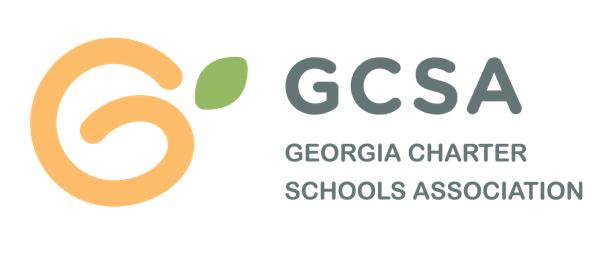 GCSA
GEORGIA CHARTER
SCHOOLS ASSOCIATION